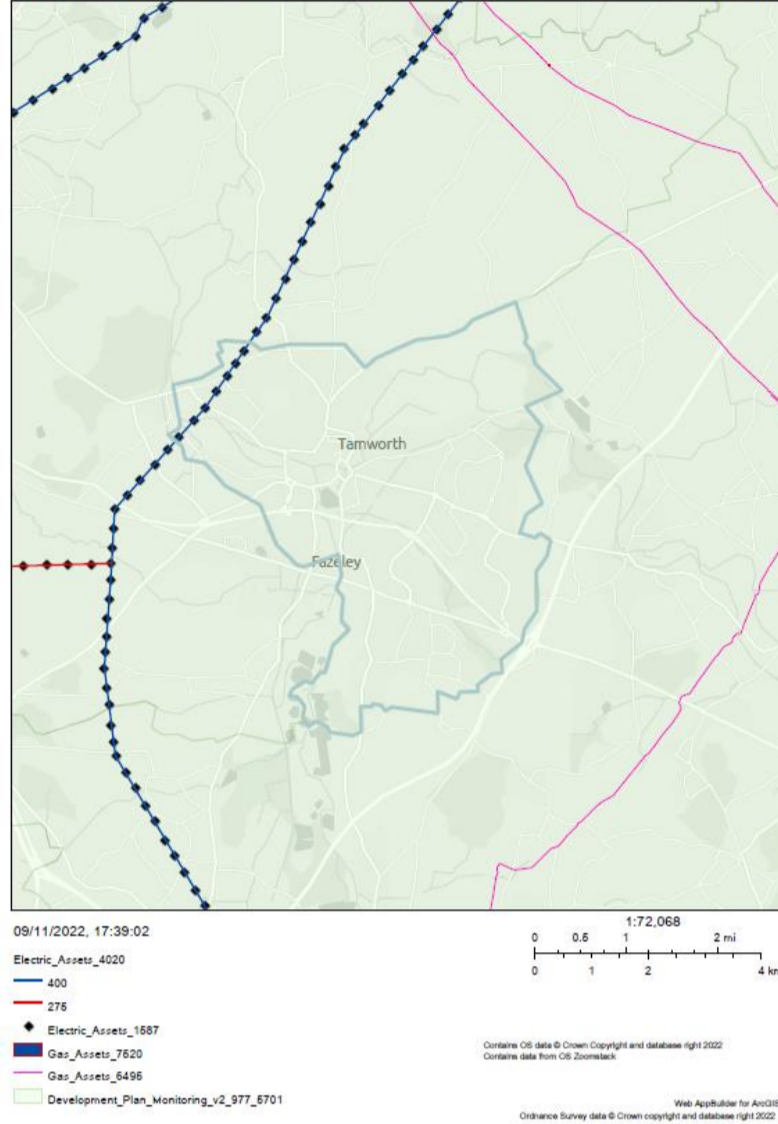 Tamworth
Fazeley
09/11/2022, 17:39:02
1:72,068
0 0.5 1 2 mi
0 1 2 4 km
Electric_Assets_4020
400
275
Electric_Assets_1587
Gas_Assets_7520
Gas_Assets_6495
Development_Plan_Monitoring_v2_977_5701
Contains OS data © Crown Copyright and database right 2022
Contains data from OS Zoomstack
Web AppBuilder for ArcGIS
Ordnance Survey data © Crown copyright and database right 2022